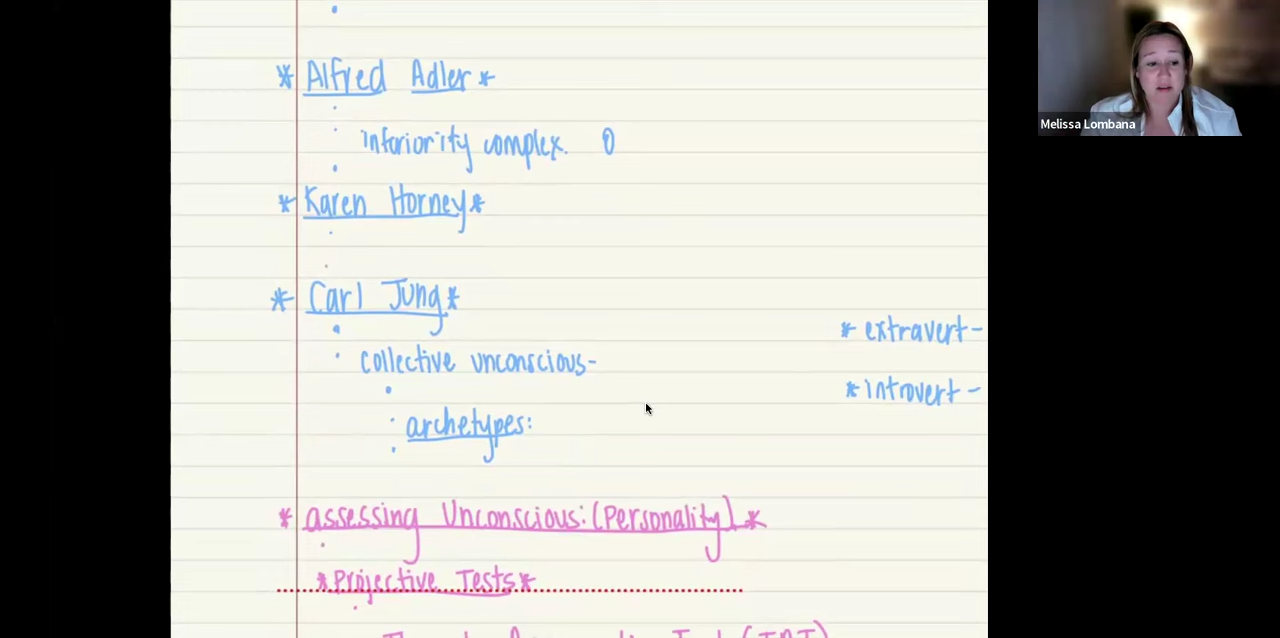 * Alfred Adler *
inferiority complex. 0
* Karen Horney *
* Carl Jung *
* extravert -
collective unconscious -
* introvert -
archetypes:
* assessing Unconscious: (Personality) *
* Projective Tests *
Melissa Lombana